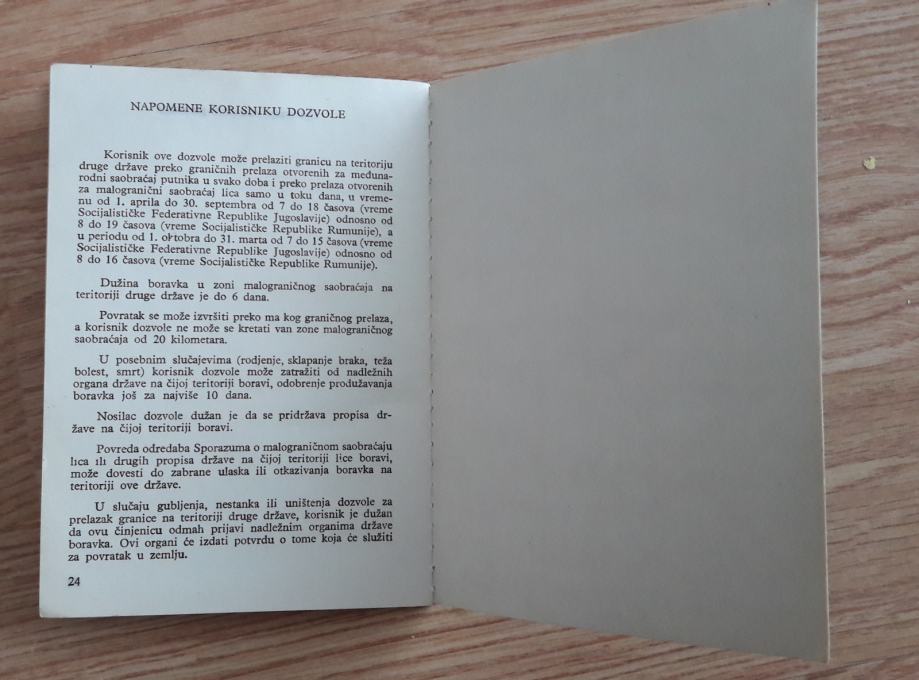 NAPOMENE KORISNIKU DOZVOLE
Korisnik ove dozvole može prelaziti granicu na teritoriju
druge države preko graničnih prelaza otvorenih za međuna-
rodni saobraćaj putnika u svako doba i preko prelaza otvorenih
za malogranični saobraćaj lica samo u toku dana, u vreme-
nu od 1. aprila do 30. septembra od 7 do 18 časova (vreme
Socijalističke Federativne Republike Jugoslavije) odnosno od
8 do 19 časova (vreme Socijalističke Republike Rumunije), a
u periodu od 1. oktobra do 31. marta od 7 do 15 časova (vreme
Socijalističke Federativne Republike Jugoslavije) odnosno od
8 do 16 časova (vreme Socijalističke Republike Rumunije).
Dužina boravka u zoni malograničnog saobraćaja na
teritoriji druge države je do 6 dana.
Povratak se može izvršiti preko ma kog graničnog prelaza,
a korisnik dozvole ne može se kretati van zone malograničnog
saobraćaja od 20 kilometara.
U posebnim slučajevima (rodjenje, sklapanje braka, teža
bolest, smrt) korisnik dozvole može zatražiti od nadležnih
organa države na čijoj teritoriji boravi, odobrenje produžavanja
boravka još za najviše 10 dana.
Nosilac dozvole dužan je da se pridržava propisa dr-
žave na čijoj teritoriji boravi.
Povreda odredaba Sporazuma o malograničnom saobraćaju
lica ili drugih propisa države na čijoj teritoriji lice boravi,
može dovesti do zabrane ulaska ili otkazivanja boravka na
teritoriji ove države.
U slučaju gubljenja, nestanka ili uništenja dozvole za
prelazak granice na teritoriji druge države, korisnik je dužan
da ovu činjenicu odmah prijavi nadležnim organima države
boravka. Ovi organi će izdati potvrdu o tome koja će služiti
za povratak u zemlju.
24